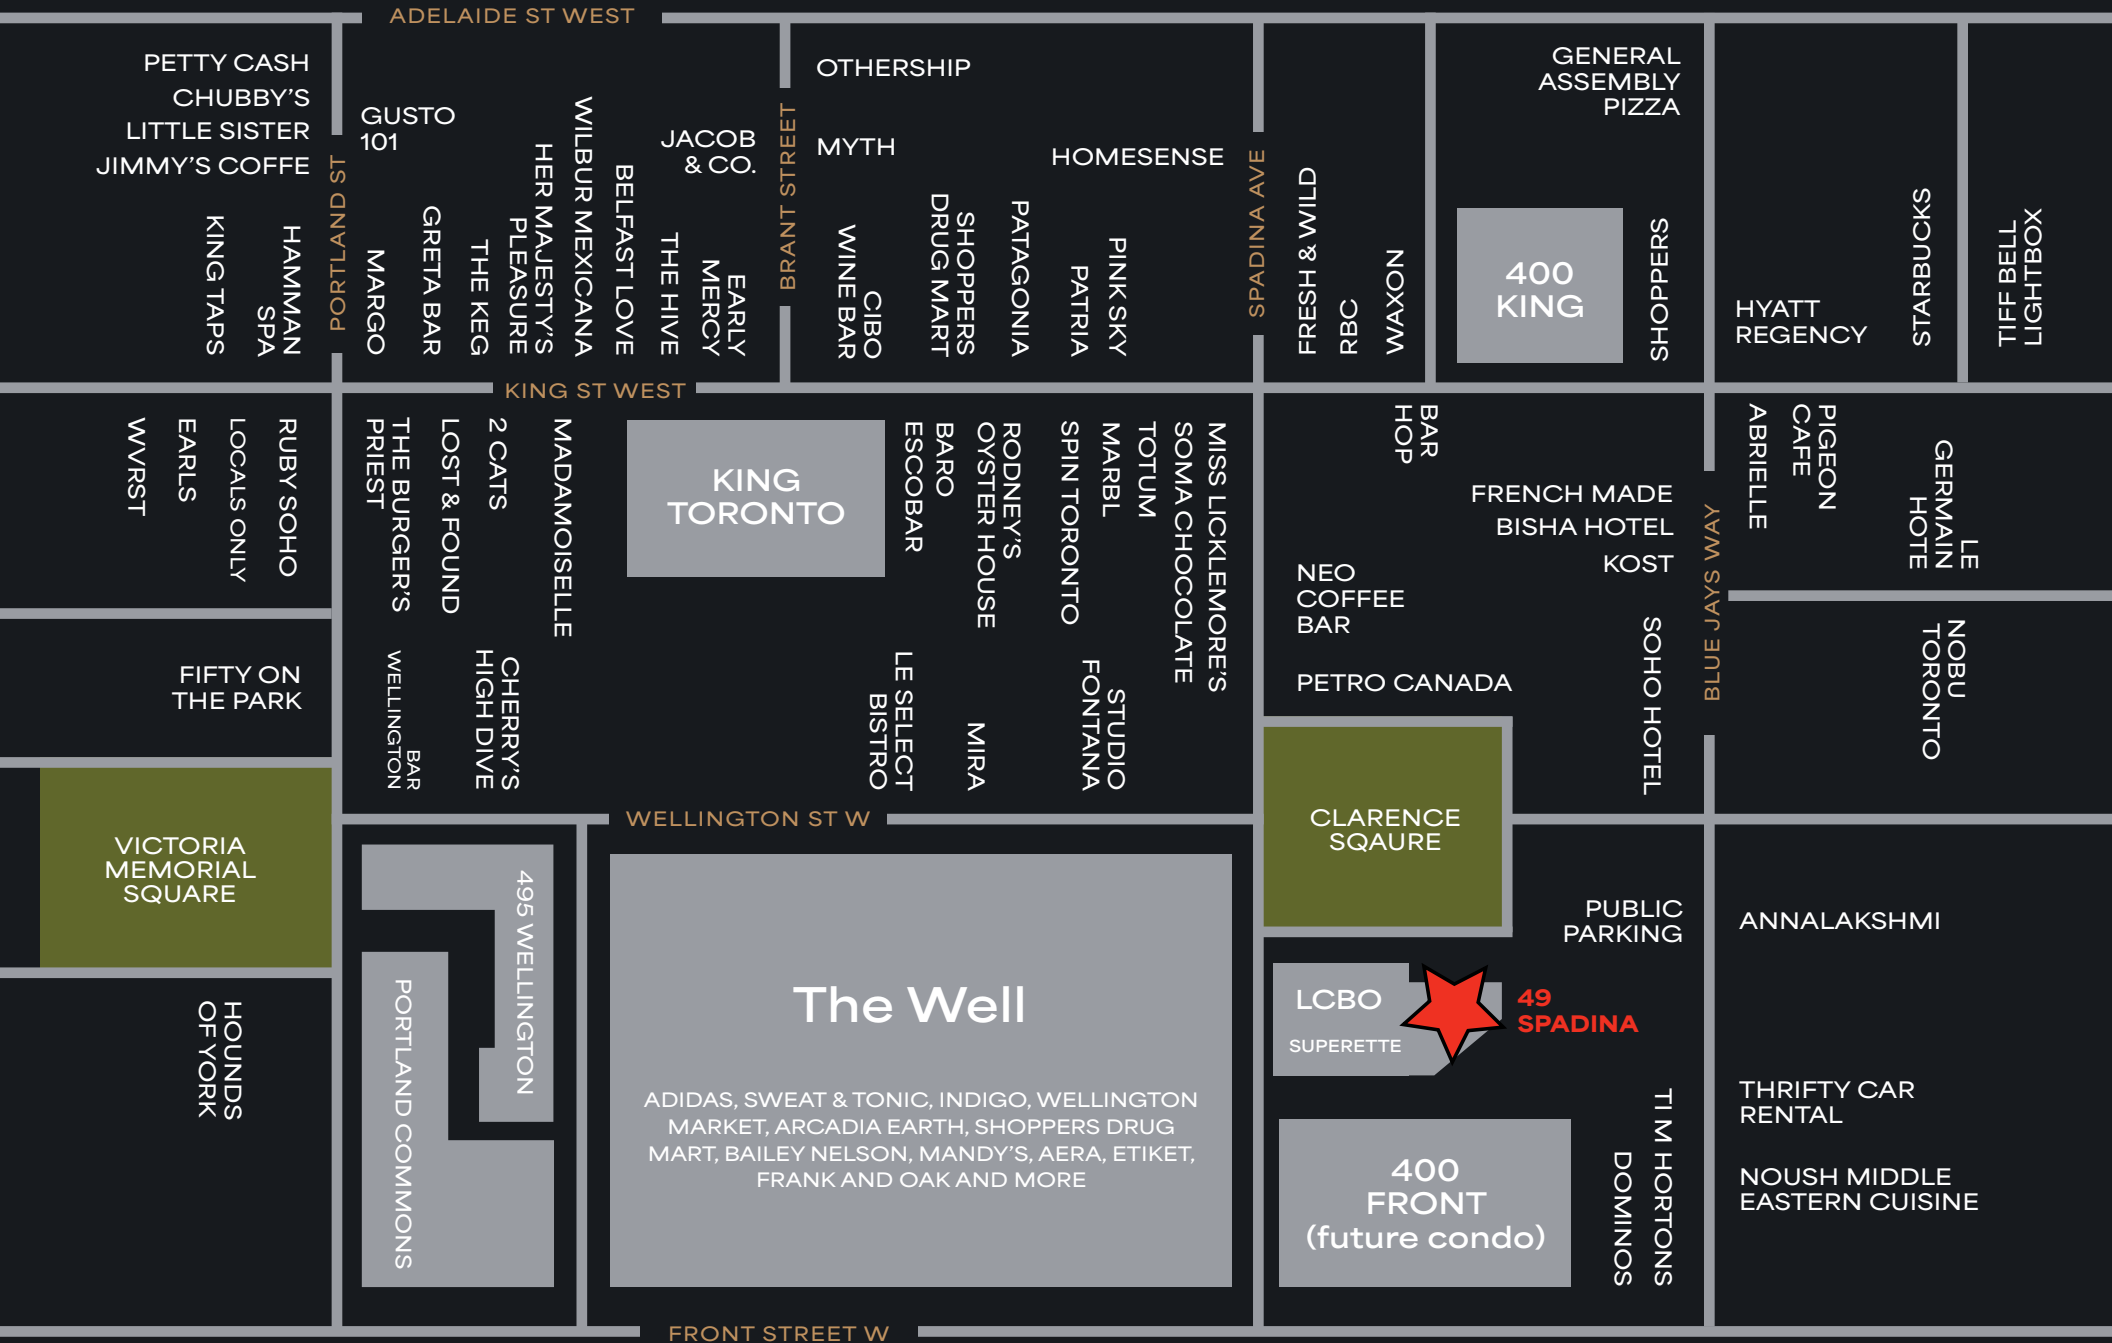 ADELAIDE ST WEST
PETTY CASH
CHUBBY'S
LITTLE SISTER
JIMMY'S COFFE
KING TAPS
HAMMAN
SPA
PORTLAND ST
GUSTO
101
MARGO
GRETA BAR
THE KEG
HER MAJESTY'S
PLEASURE
WILBUR MEXICANA
BELFAST LOVE
JACOB
& CO.
THE HIVE
EARLY
MERCY
BRANT STREET
OTHERSHIP
MYTH
HOMESENSE
CIBO
WINE BAR
SHOPPERS
DRUG MART
PATAGONIA
PATRIA
PINK SKY
SPADINA AVE
FRESH & WILD
RBC
WAXON
GENERAL
ASSEMBLY
PIZZA
400
KING
SHOPPERS
HYATT
REGENCY
STARBUCKS
TIFF BELL
LIGHTBOX
KING ST WEST
WVRST
EARLS
LOCALS ONLY
RUBY SOHO
THE BURGER'S
PRIEST
LOST & FOUND
2 CATS
MADAMOISELLE
KING
TORONTO
ESCOBAR
BARO
RODNEY'S
OYSTER HOUSE
SPIN TORONTO
MARBL
TOTUM
SOMA CHOCOLATE
MISS LICKLEMORE'S
BAR
HOP
FRENCH MADE
BISHA HOTEL
KOST
NEO
COFFEE
BAR
PETRO CANADA
SOHO HOTEL
BLUE JAYS WAY
ABRIELLE
PIGEON
CAFE
LE
GERMAIN
HOTE
NOBU
TORONTO
FIFTY ON
THE PARK
BAR
WELLINGTON
CHERRY'S
HIGH DIVE
LE SELECT
BISTRO
MIRA
STUDIO
FONTANA
WELLINGTON ST W
VICTORIA
MEMORIAL
SQUARE
CLARENCE
SQAURE
495 WELLINGTON
PORTLAND COMMONS
HOUNDS
OF YORK
The Well
ADIDAS, SWEAT & TONIC, INDIGO, WELLINGTON
MARKET, ARCADIA EARTH, SHOPPERS DRUG
MART, BAILEY NELSON, MANDY'S, AERA, ETIKET,
FRANK AND OAK AND MORE
PUBLIC
PARKING
LCBO
SUPERETTE
49
SPADINA
400
FRONT
(future condo)
DOMINOS
TIM HORTONS
ANNALAKSHMI
THRIFTY CAR
RENTAL
NOUSH MIDDLE
EASTERN CUISINE
FRONT STREET W